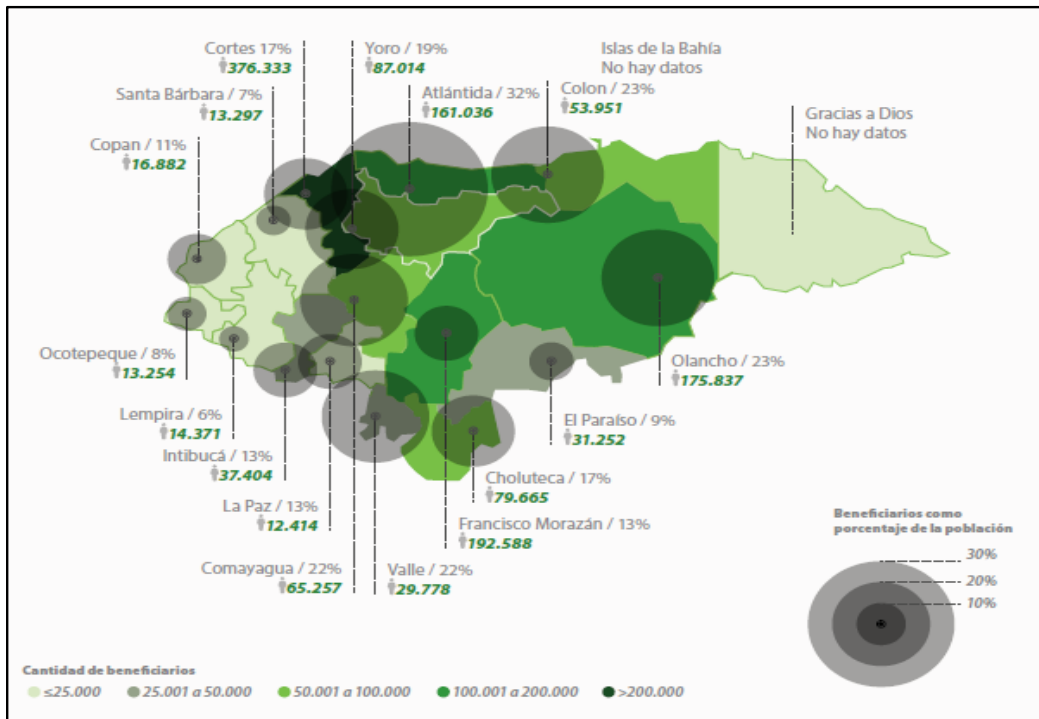 Cortes 17%
376.333
Yoro / 19%
87.014
Islas de la Bahía
No hay datos
Santa Bárbara / 7%
13.297
Atlántida / 32%
161.036
Colon / 23%
53.951
Gracias a Dios
No hay datos
Copan / 11%
16.882
Ocotepeque / 8%
13.254
Olancho / 23%
175.837
Lempira / 6%
14.371
El Paraíso / 9%
31.252
Intibucá / 13%
37.404
Choluteca / 17%
79.665
La Paz / 13%
12.414
Francisco Morazán / 13%
192.588
Comayagua / 22%
65.257
Valle / 22%
29.778
Beneficiarios como
porcentaje de la población
30%
20%
10%
Cantidad de beneficiarios
≤25.000 25.001 a 50.000 50.001 a 100.000 100.001 a 200.000 >200.000